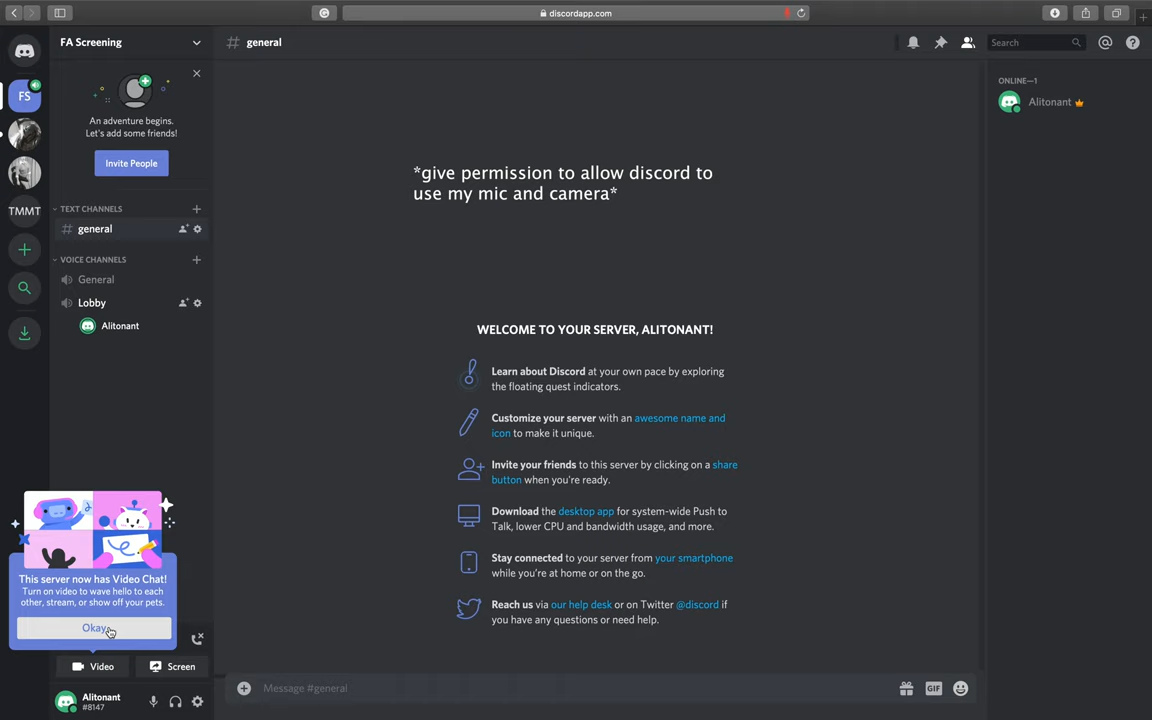 discordapp.com
FA Screening
general
Search
FS
TMMT
An adventure begins.
Let's add some friends!
Invite People
TEXT CHANNELS
general
VOICE CHANNELS
General
Lobby
Alitonant
*give permission to allow discord to
use my mic and camera*
WELCOME TO YOUR SERVER, ALITONANT!
Learn about Discord at your own pace by exploring
the floating quest indicators.
Customize your server with an awesome name and
icon to make it unique.
Invite your friends to this server by clicking on a share
button when you're ready.
Download the desktop app for system-wide Push to
Talk, lower CPU and bandwidth usage, and more.
Stay connected to your server from your smartphone
while you're at home or on the go.
Reach us via our help desk or on Twitter @discord if
you have any questions or need help.
ONLINE—1
Alitonant
This server now has Video Chat!
Turn on video to wave hello to each
other, stream, or show off your pets.
Okay
Video
Screen
Alitonant
#8147
Message #general
GIF